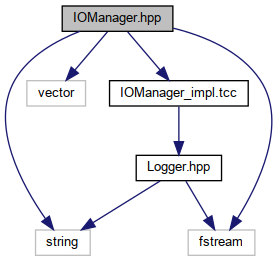 IOManager.hpp
vector
IOManager_impl.tcc
Logger.hpp
string
fstream